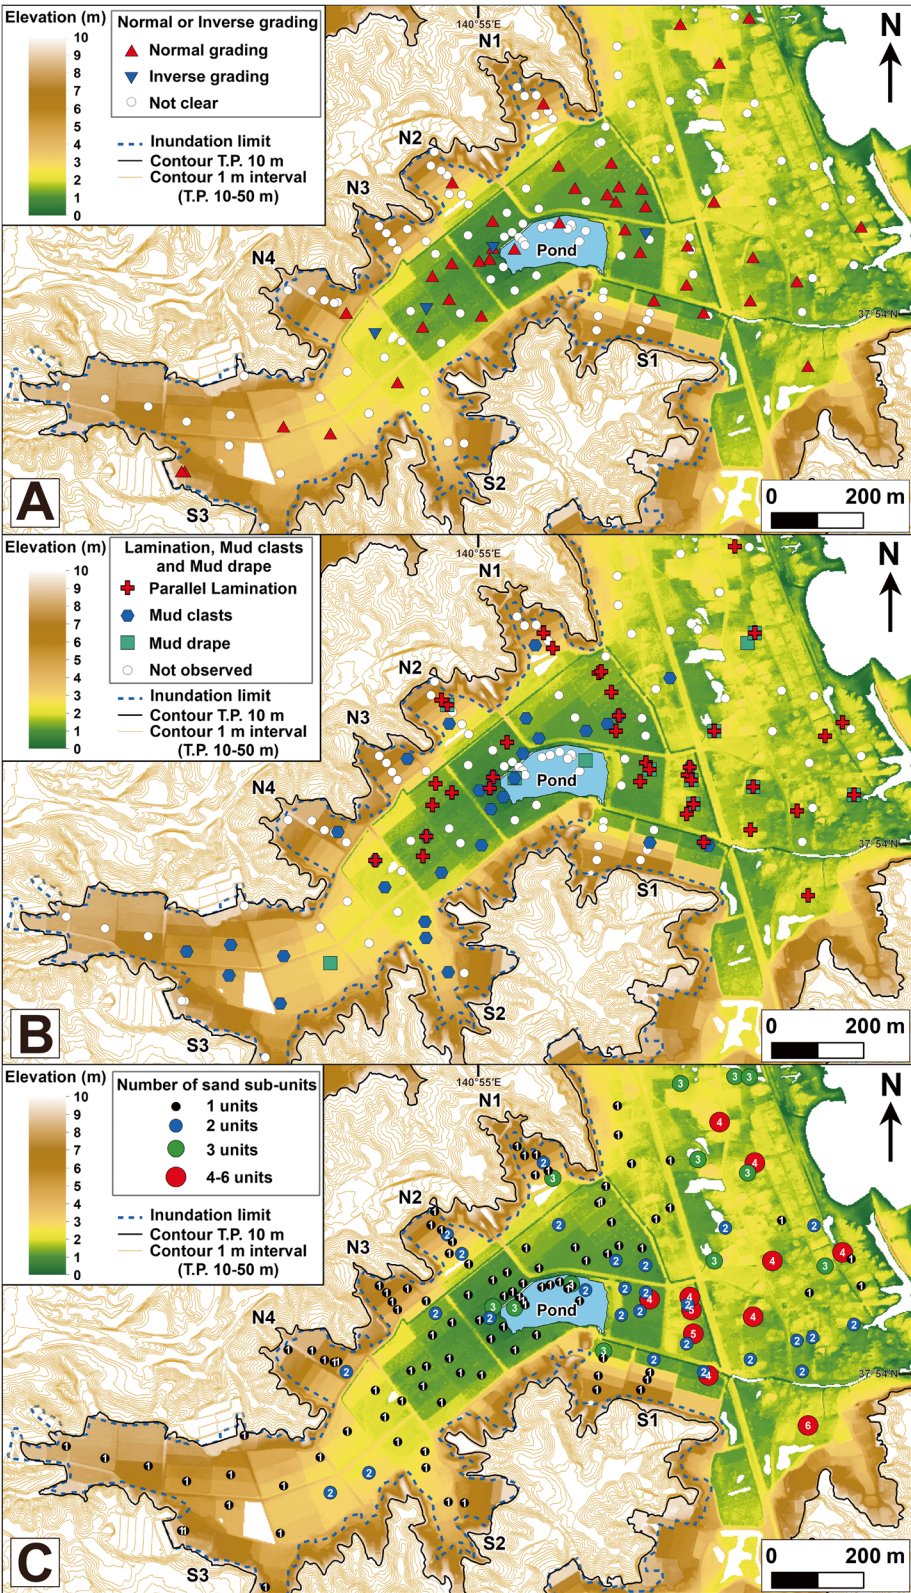 Elevation (m)
10
9
8
7
6
5
4
3
2
1
0
Normal or Inverse grading
Normal grading
Inverse grading
Not clear
Inundation limit
Contour T.P. 10 m
Contour 1 m interval
(T.P. 10-50 m)
140°55'E
N
N1
N2
N3
N4
Pond
37°54'N
S1
S2
S3
0 200 m
A
Elevation (m)
10
9
8
7
6
5
4
3
2
1
0
Lamination, Mud clasts
and Mud drape
Parallel Lamination
Mud clasts
Mud drape
Not observed
Inundation limit
Contour T.P. 10 m
Contour 1 m interval
(T.P. 10-50 m)
140°55'E
N
N1
N2
N3
N4
Pond
37°54'N
S1
S2
S3
0 200 m
B
Elevation (m)
10
9
8
7
6
5
4
3
2
1
0
Number of sand sub-units
1 units
2 units
3 units
4-6 units
Inundation limit
Contour T.P. 10 m
Contour 1 m interval
(T.P. 10-50 m)
140°55'E
N
N1
N2
N3
N4
Pond
37°54'N
S1
S2
S3
0 200 m
C